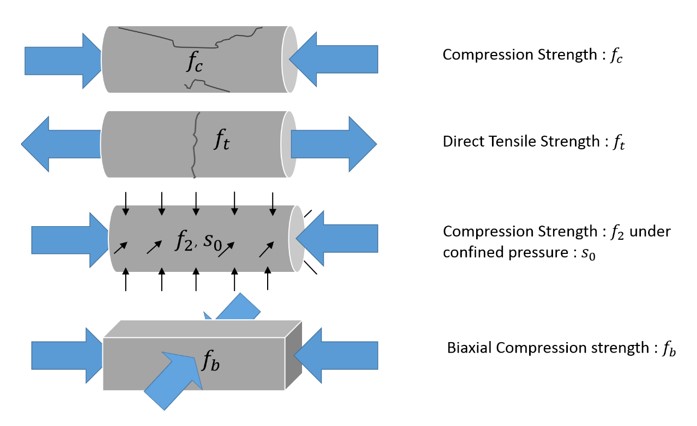 f_c
Compression Strength : f_c
f_t
Direct Tensile Strength : f_t
f_2, s_0
Compression Strength : f_2 under
confined pressure : s_0
f_b
Biaxial Compression strength : f_b